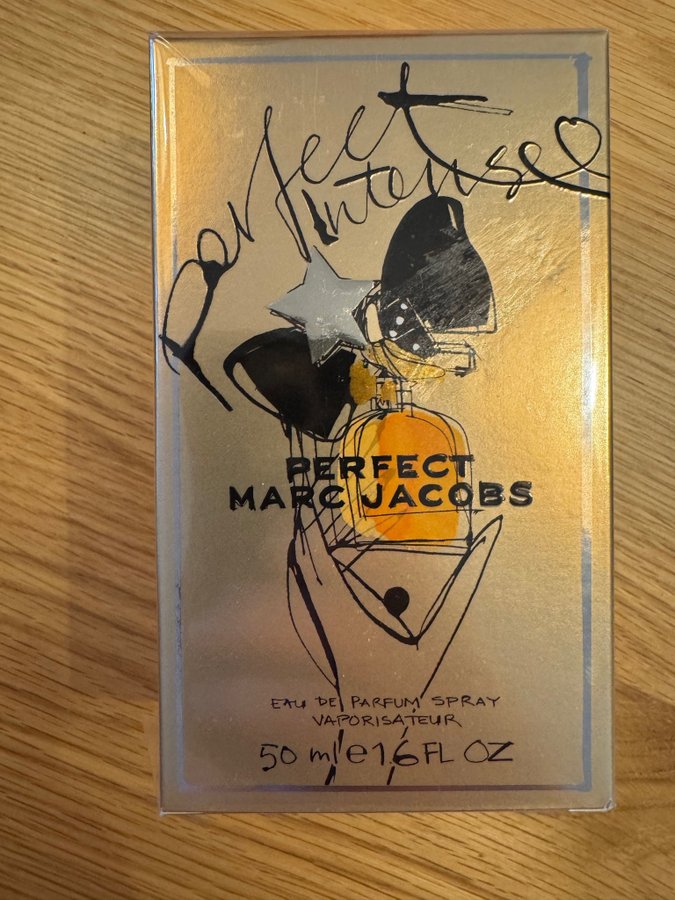 perfect
intense
PERFECT
MARC JACOBS
EAU DE PARFUM SPRAY
VAPORISATEUR
50 ml e 1.6 FL OZ